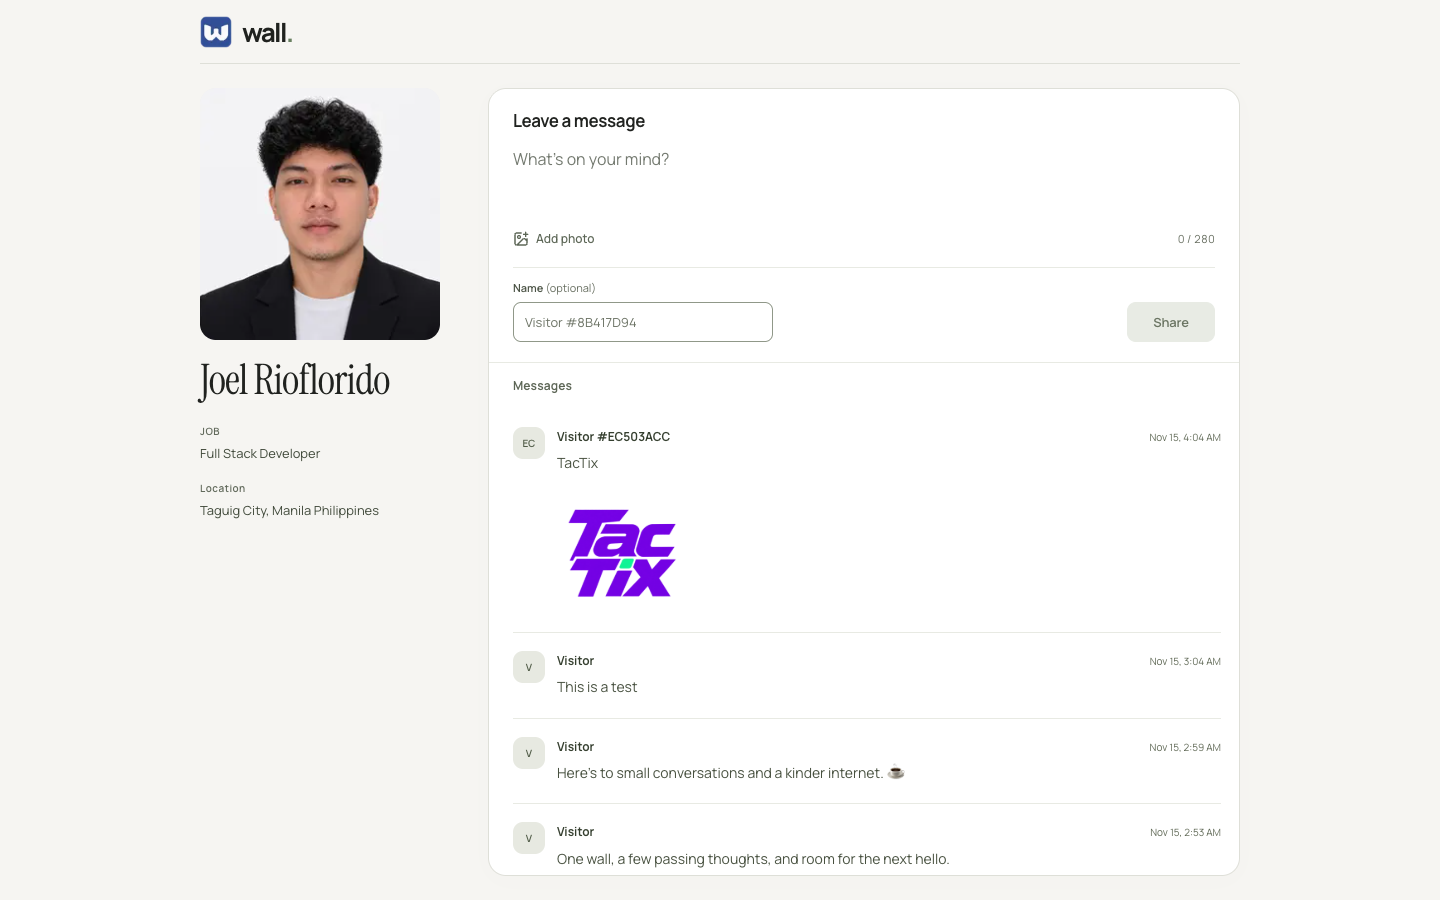 wall.
Joel Rioflorido
JOB
Full Stack Developer
Location
Taguig City, Manila Philippines
Leave a message
What's on your mind?
Add photo
0 / 280
Name (optional)
Visitor #8B417D94
Share
Messages
EC
Visitor #EC503ACC
Nov 15, 4:04 AM
TacTix
Tac
Tix
V
Visitor
Nov 15, 3:04 AM
This is a test
V
Visitor
Nov 15, 2:59 AM
Here's to small conversations and a kinder internet. ☕
V
Visitor
Nov 15, 2:53 AM
One wall, a few passing thoughts, and room for the next hello.